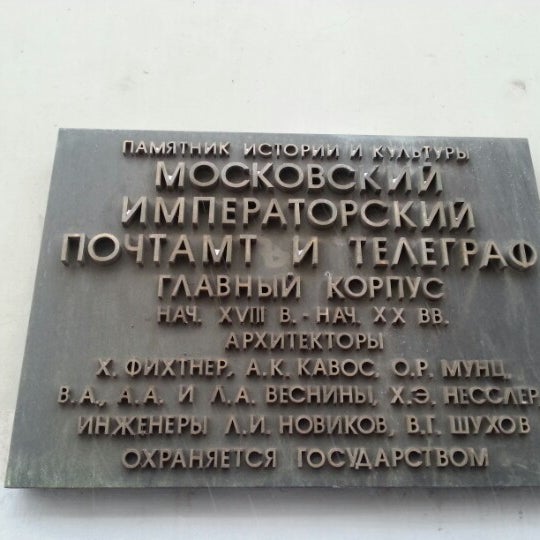 ПАМЯТНИК ИСТОРИИ И КУЛЬТУРЫ
МОСКОВСКИЙ
ИМПЕРАТОРСКИЙ
ПОЧТАМТ И ТЕЛЕГРАФ
ГЛАВНЫЙ КОРПУС
НАЧ. XVIII В. - НАЧ. XX ВВ.
АРХИТЕКТОРЫ
Х. ФИХТНЕР, А.К. КАВОС, О.Р. МУНЦ,
В.А., А.А. И Л.А. ВЕСНИНЫ, Х.Э. НЕССЛЕР,
ИНЖЕНЕРЫ Л.И. НОВИКОВ, В.Г. ШУХОВ
ОХРАНЯЕТСЯ ГОСУДАРСТВОМ